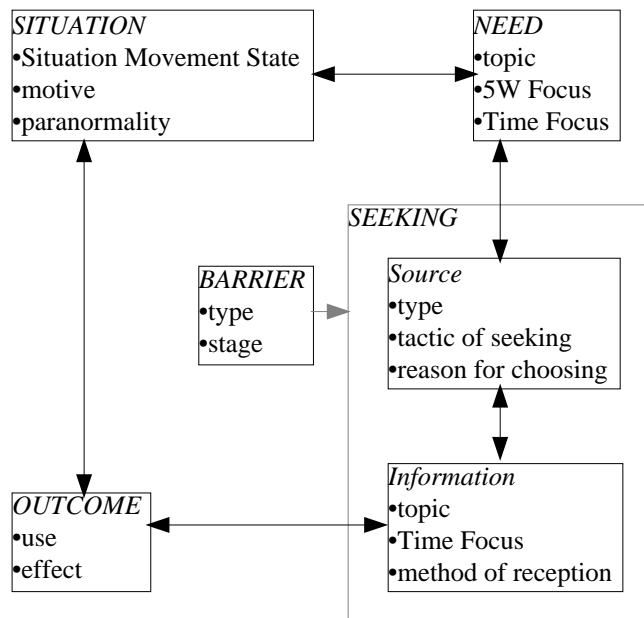 SITUATION
•Situation Movement State
•motive
•paranormality
NEED
•topic
•5W Focus
•Time Focus
SEEKING
BARRIER
•type
•stage
Source
•type
•tactic of seeking
•reason for choosing
Information
•topic
•Time Focus
•method of reception
OUTCOME
•use
•effect